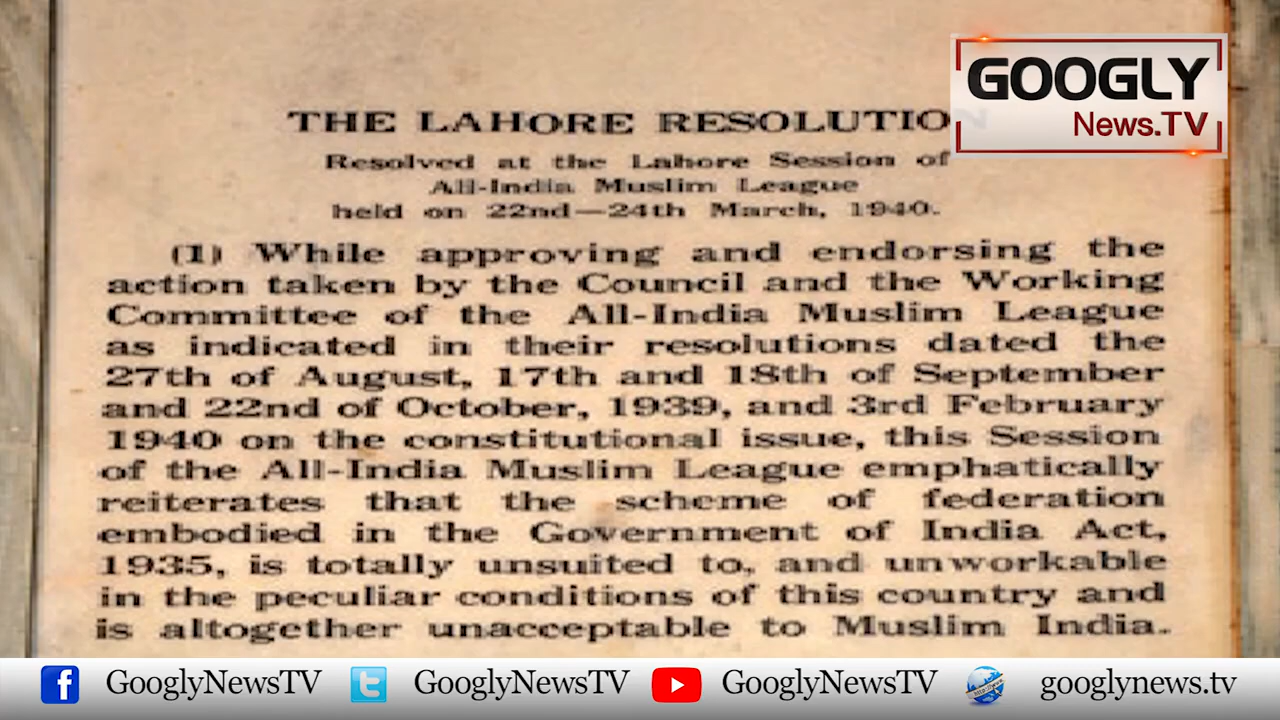 GOOGLY
News.TV
THE LAHORE RESOLUTIO
Resolved at the Lahore Session of
All-India Muslim League
held on 22nd—24th March, 1940.
(1) While approving and endorsing the
action taken by the Council and the Working
Committee of the All-India Muslim League
as indicated in their resolutions dated the
27th of August, 17th and 18th of September
and 22nd of October, 1939, and 3rd February
1940 on the constitutional issue, this Session
of the All-India Muslim League emphatically
reiterates that the scheme of federation
embodied in the Government of India Act,
1935, is totally unsuited to, and unworkable
in the peculiar conditions of this country and
is altogether unacceptable to Muslim India.
GooglyNewsTV GooglyNewsTV GooglyNewsTV googlynews.tv